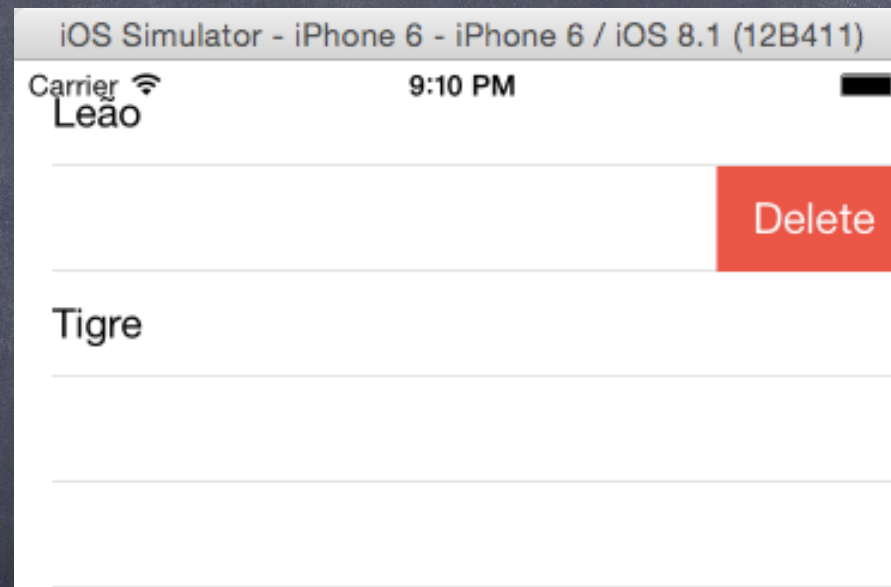 iOS Simulator - iPhone 6 - iPhone 6 / iOS 8.1 (12B411)
Carrier 9:10 PM
Leão
Delete
Tigre